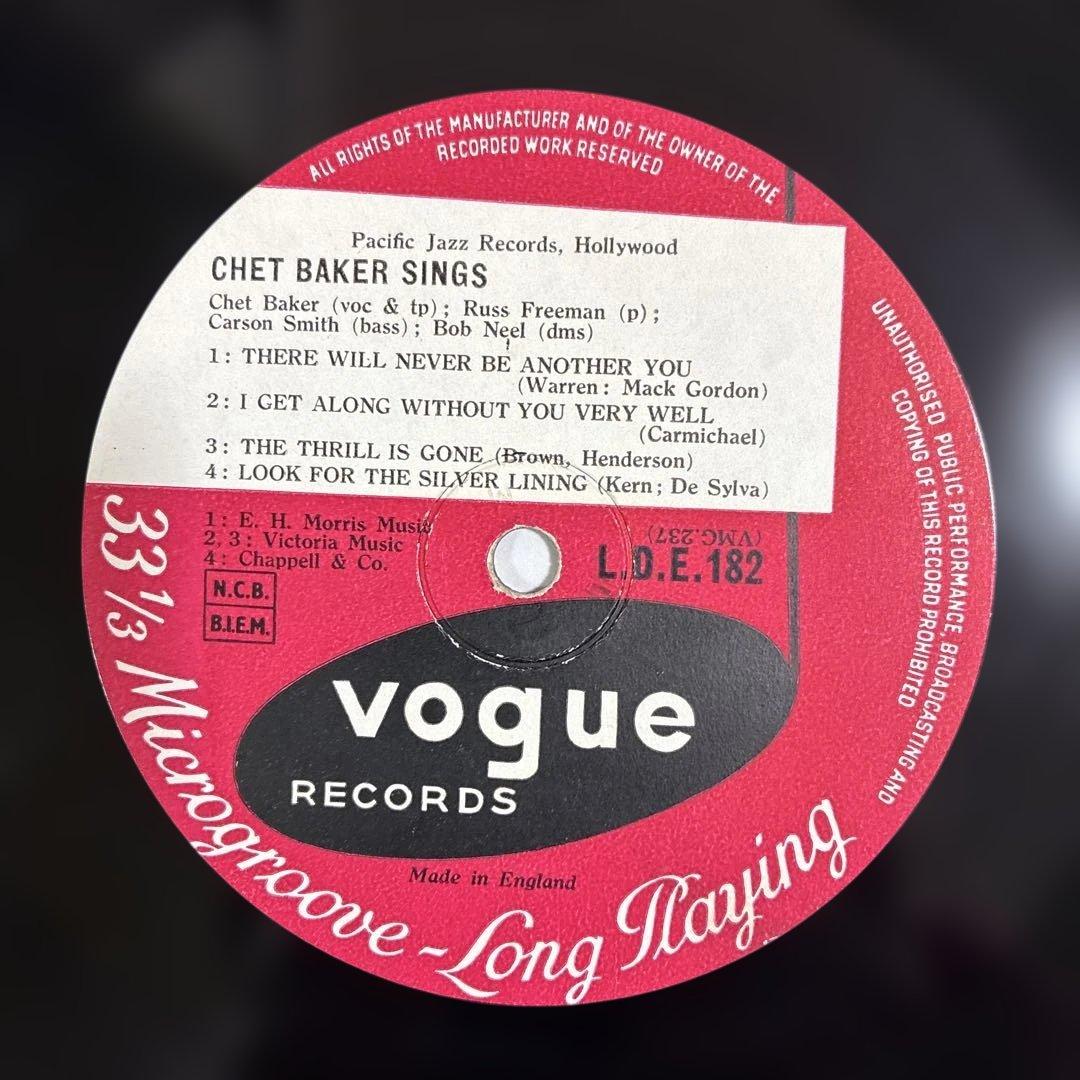 ALL RIGHTS OF THE MANUFACTURER AND OF THE OWNER OF THE
RECORDED WORK RESERVED
Pacific Jazz Records, Hollywood
CHET BAKER SINGS
Chet Baker (voc & tp); Russ Freeman (p);
Carson Smith (bass); Bob Neel (dms)
1: THERE WILL NEVER BE ANOTHER YOU
(Warren: Mack Gordon)
2: I GET ALONG WITHOUT YOU VERY WELL
(Carmichael)
3: THE THRILL IS GONE (Brown, Henderson)
4: LOOK FOR THE SILVER LINING (Kern; De Sylva)
1: E. H. Morris Music
2, 3: Victoria Music
4: Chappell & Co.
N.C.B.
B.I.E.M.
(VMG.237)
L.D.E.182
vogue
RECORDS
Made in England
33 1/3 Microgroove - Long Playing
UNAUTHORISED PUBLIC PERFORMANCE, BROADCASTING AND
COPYING OF THIS RECORD PROHIBITED